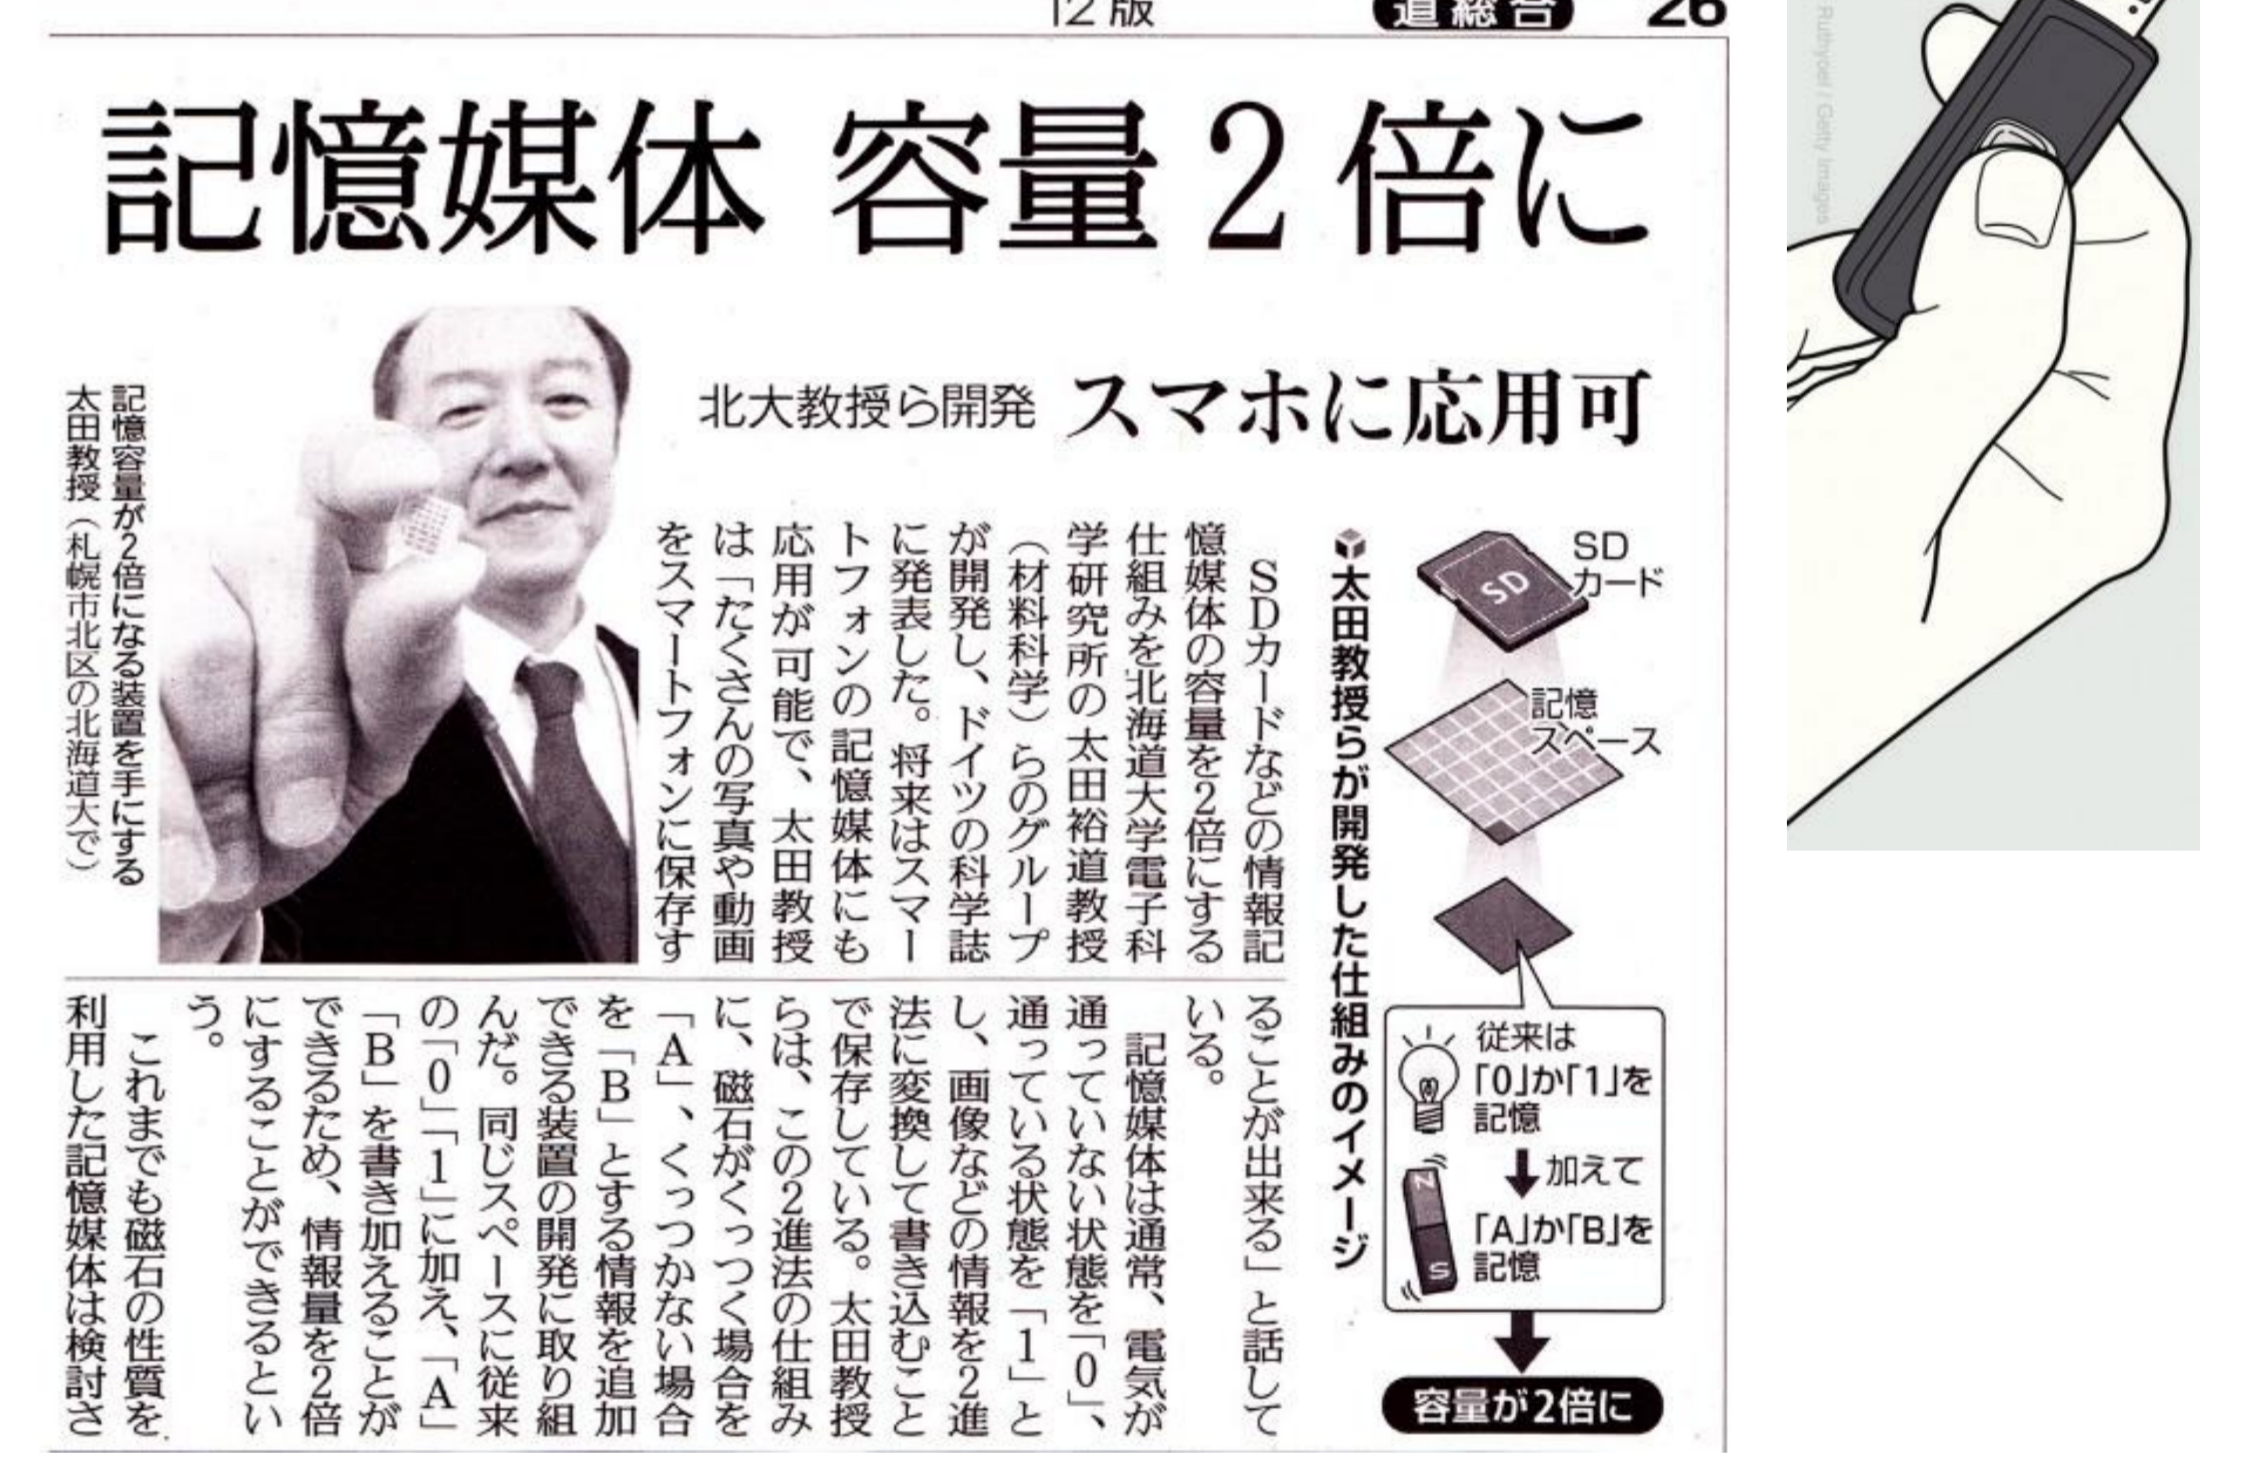 12版
道総合
26
記憶媒体 容量2倍に
北大教授ら開発 スマホに応用可
SDカードなどの情報記
憶媒体の容量を2倍にする
仕組みを北海道大学電子科
学研究所の太田裕道教授
(材料科学)らのグループ
が開発し、ドイツの科学誌
に発表した。将来はスマー
トフォンの記憶媒体にも
応用が可能で、太田教授
は「たくさんの写真や動画
をスマートフォンに保存す
ることが出来る」と話して
いる。
記憶媒体は通常、電気が
通っていない状態を「0」、
通っている状態を「1」と
し、画像などの情報を2進
法に変換して書き込むこと
で保存している。太田教授
らは、この2進法の仕組み
に、磁石がくっつく場合を
「A」、くっつかない場合
を「B」とする情報を追加
できる装置の開発に取り組
んだ。同じスペースに従来
の「0」「1」に加え、「A」
「B」を書き加えることが
できるため、情報量を2倍
にすることができるとい
う。
これまでも磁石の性質を
利用した記憶媒体は検討さ
記憶容量が2倍になる装置を手にする
太田教授(札幌市北区の北海道大で)
太田教授らが開発した仕組みのイメージ
SD
カード
SD
記憶
スペース
従来は
「0」か「1」を
記憶
加えて
「A」か「B」を
記憶
N
S
容量が2倍に
Ruthyoel / Getty Images